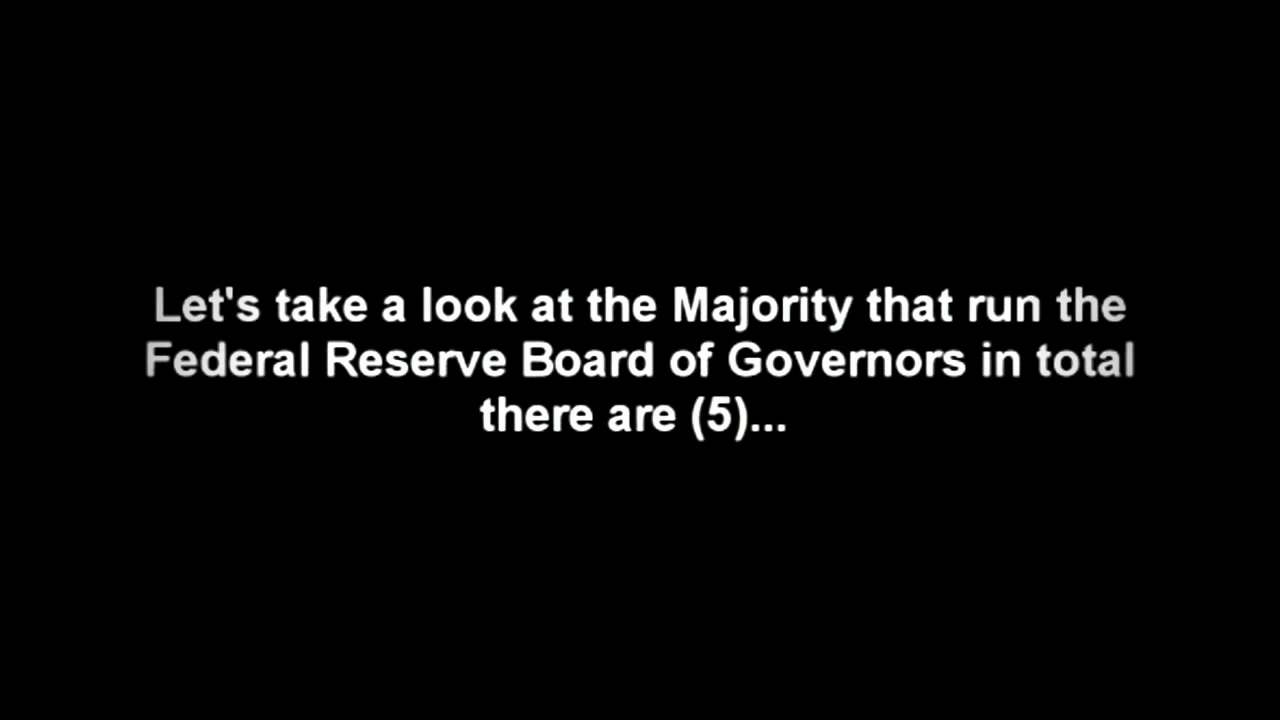 Let's take a look at the Majority that run the
Federal Reserve Board of Governors in total
there are (5)...